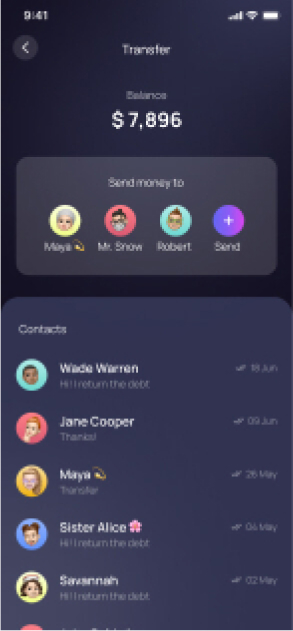 9:41
Transfer
Balance
$ 7,896
Send money to
Maya 💫 Mr. Snow Robert Send
Contacts
Wade Warren 18 Jun
Hi! I return the debt
Jane Cooper 09 Jun
Thanks!
Maya 💫 26 May
Transfer
Sister Alice 🌸 04 May
Hi! I return the debt
Savannah 02 May
Hi! I return the debt